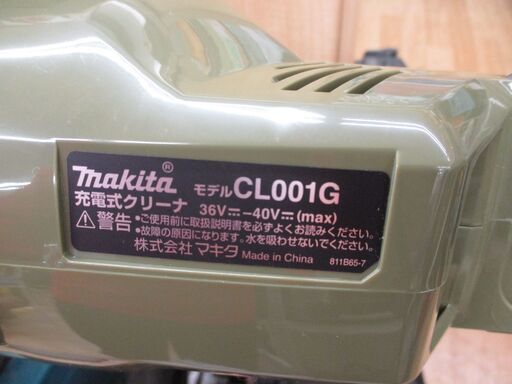 makita® モデルCL001G
充電式クリーナ 36V⎓-40V⎓(max)
⚠警告 •ご使用前に取扱説明書を必ずよくお読みください。
•故障の原因になります。水を吸わせないでください。
株式会社マキタ Made in China 811B65-7